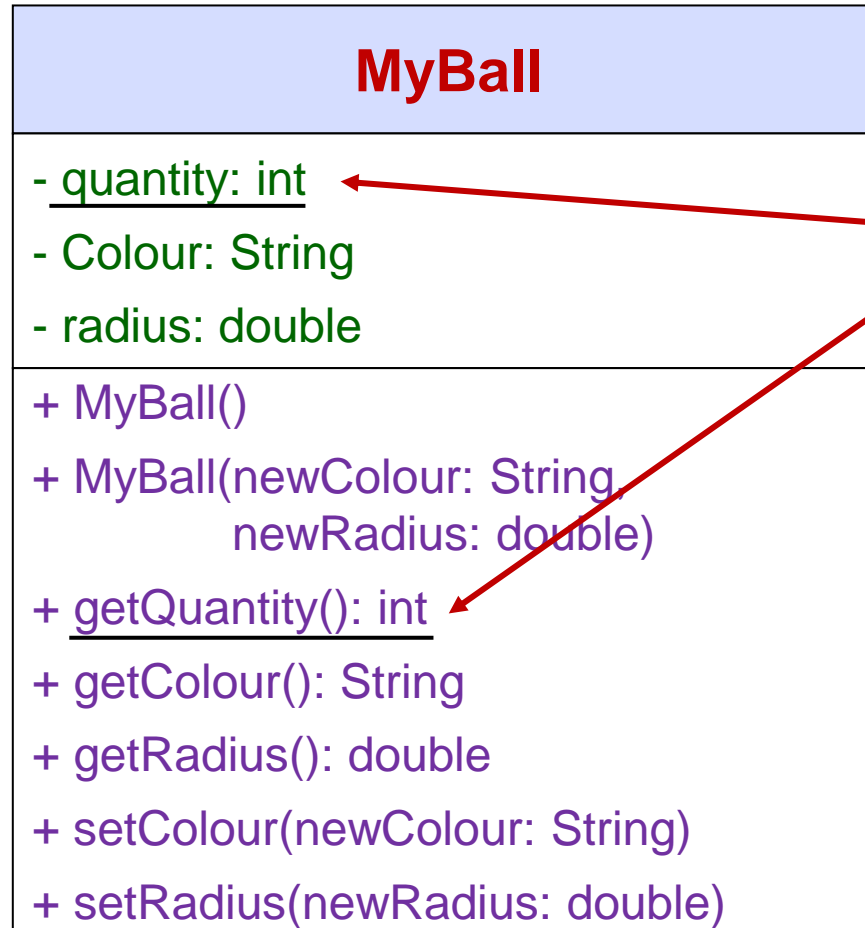 MyBall
- quantity: int
- Colour: String
- radius: double
+ MyBall()
+ MyBall(newColour: String,
newRadius: double)
+ getQuantity(): int
+ getColour(): String
+ getRadius(): double
+ setColour(newColour: String)
+ setRadius(newRadius: double)